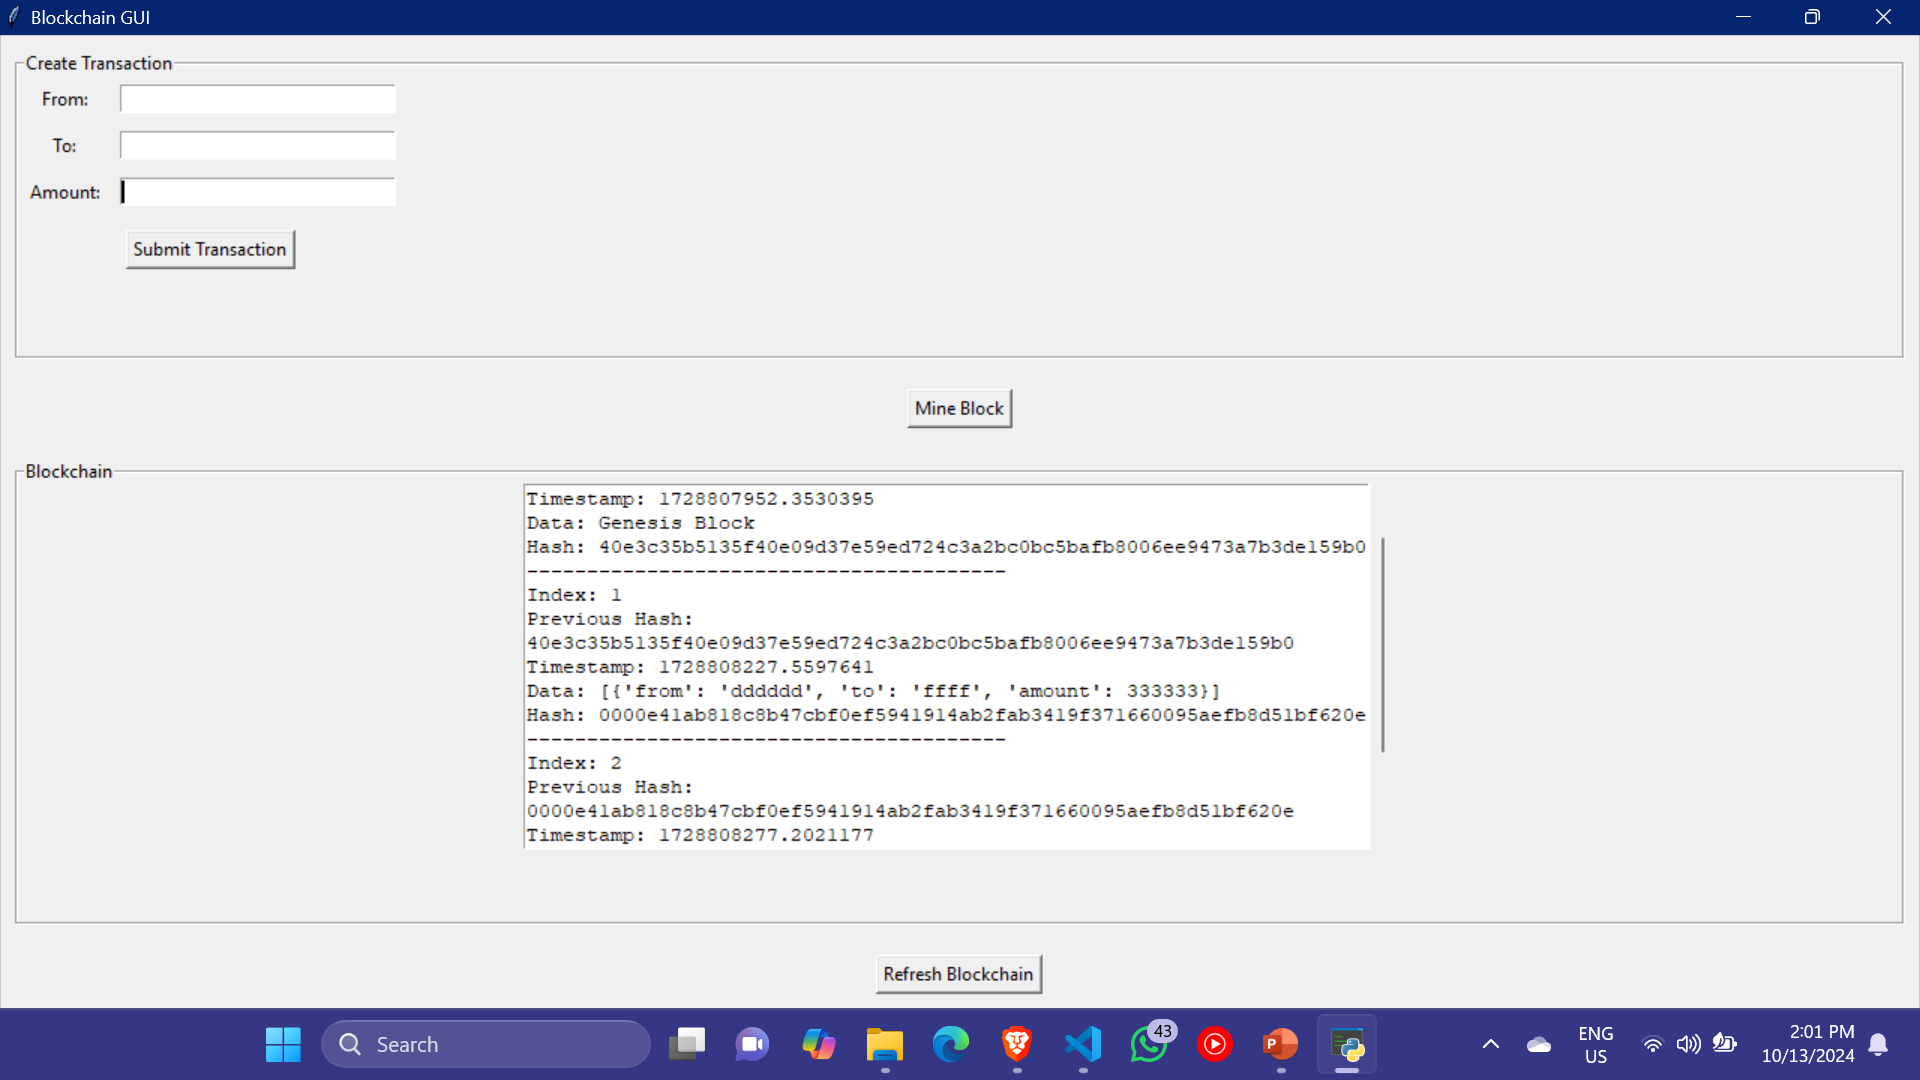 Blockchain GUI
Create Transaction
From:
To:
Amount:
Submit Transaction
Mine Block
Blockchain
Timestamp: 1728807952.3530395
Data: Genesis Block
Hash: 40e3c35b5135f40e09d37e59ed724c3a2bc0bc5bafb8006ee9473a7b3de159b0
----------------------------------------
Index: 1
Previous Hash:
40e3c35b5135f40e09d37e59ed724c3a2bc0bc5bafb8006ee9473a7b3de159b0
Timestamp: 1728808227.5597641
Data: [{'from': 'dddddd', 'to': 'ffff', 'amount': 333333}]
Hash: 0000e41ab818c8b47cbf0ef5941914ab2fab3419f371660095aefb8d51bf620e
----------------------------------------
Index: 2
Previous Hash:
0000e41ab818c8b47cbf0ef5941914ab2fab3419f371660095aefb8d51bf620e
Timestamp: 1728808277.2021177
Refresh Blockchain
Search
43
P
ENG
US
2:01 PM
10/13/2024